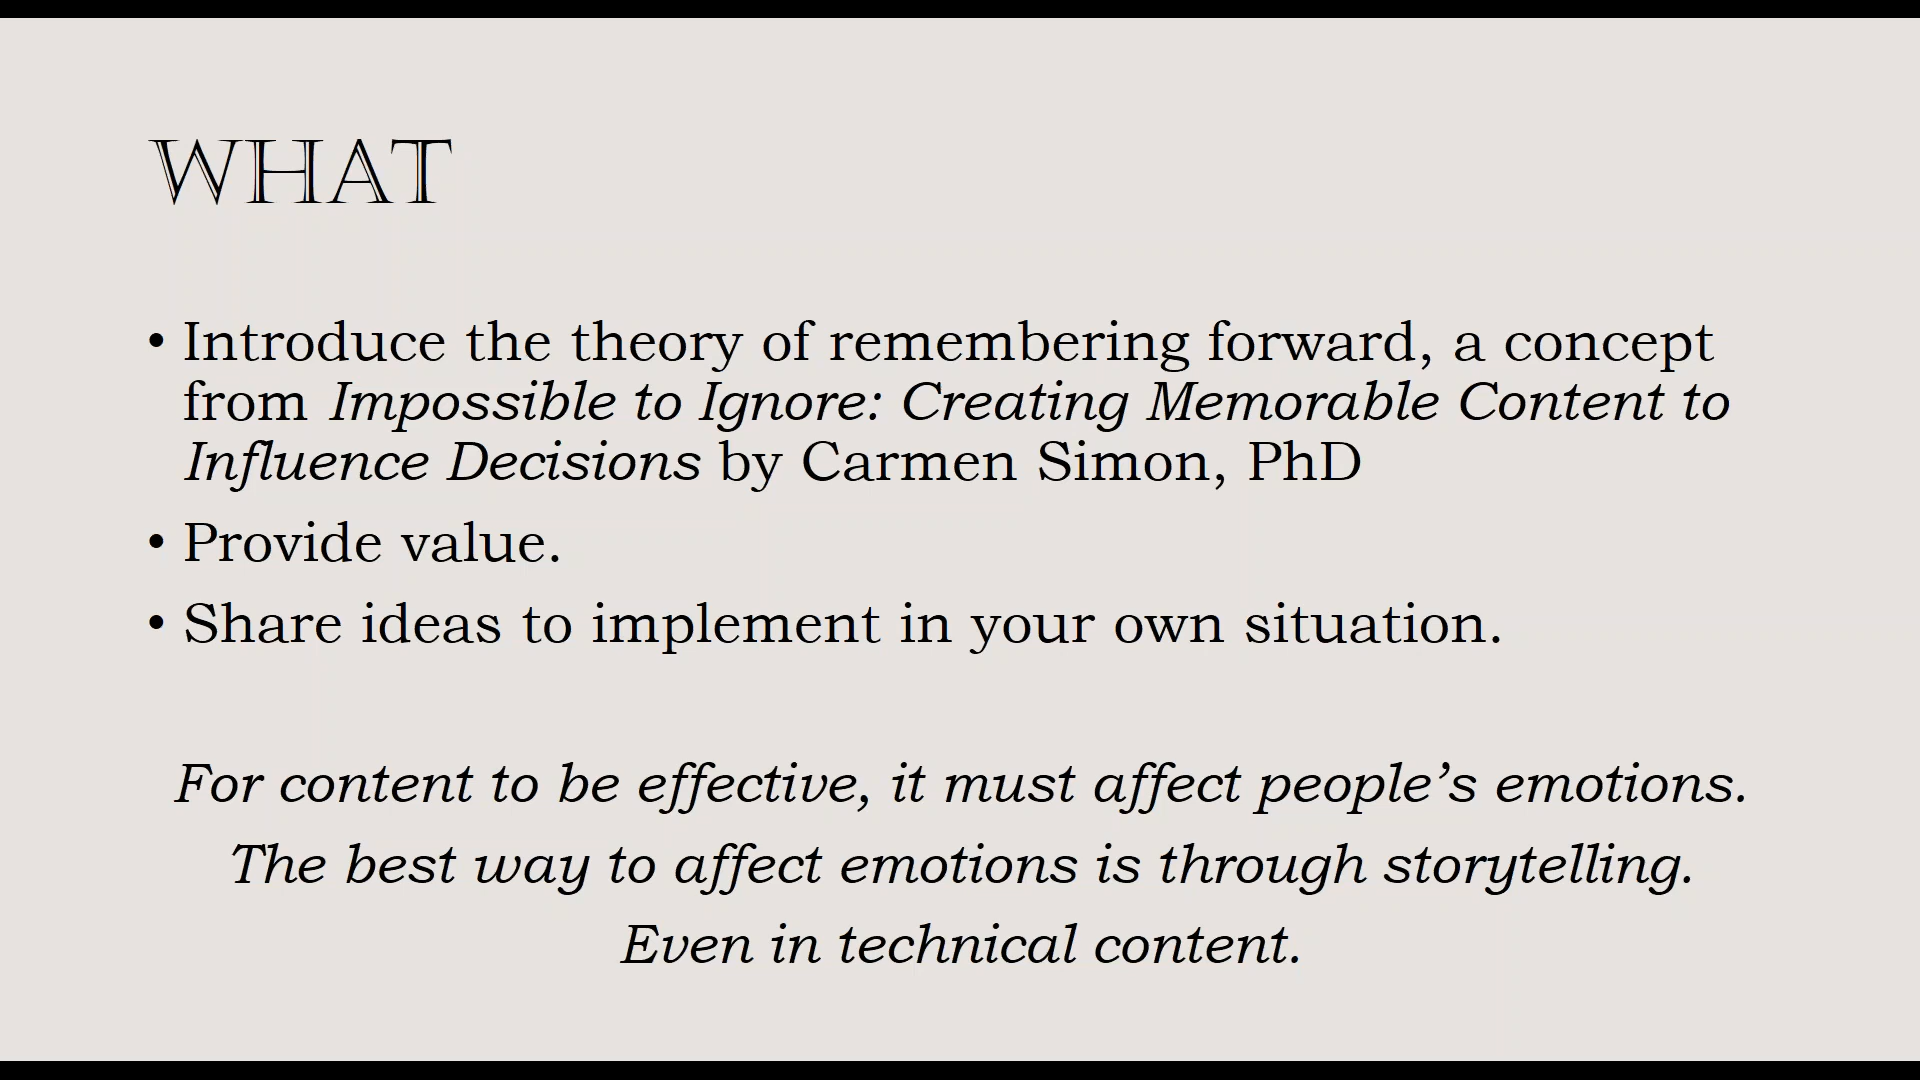 WHAT
• Introduce the theory of remembering forward, a concept
from Impossible to Ignore: Creating Memorable Content to
Influence Decisions by Carmen Simon, PhD
• Provide value.
• Share ideas to implement in your own situation.
For content to be effective, it must affect people’s emotions.
The best way to affect emotions is through storytelling.
Even in technical content.